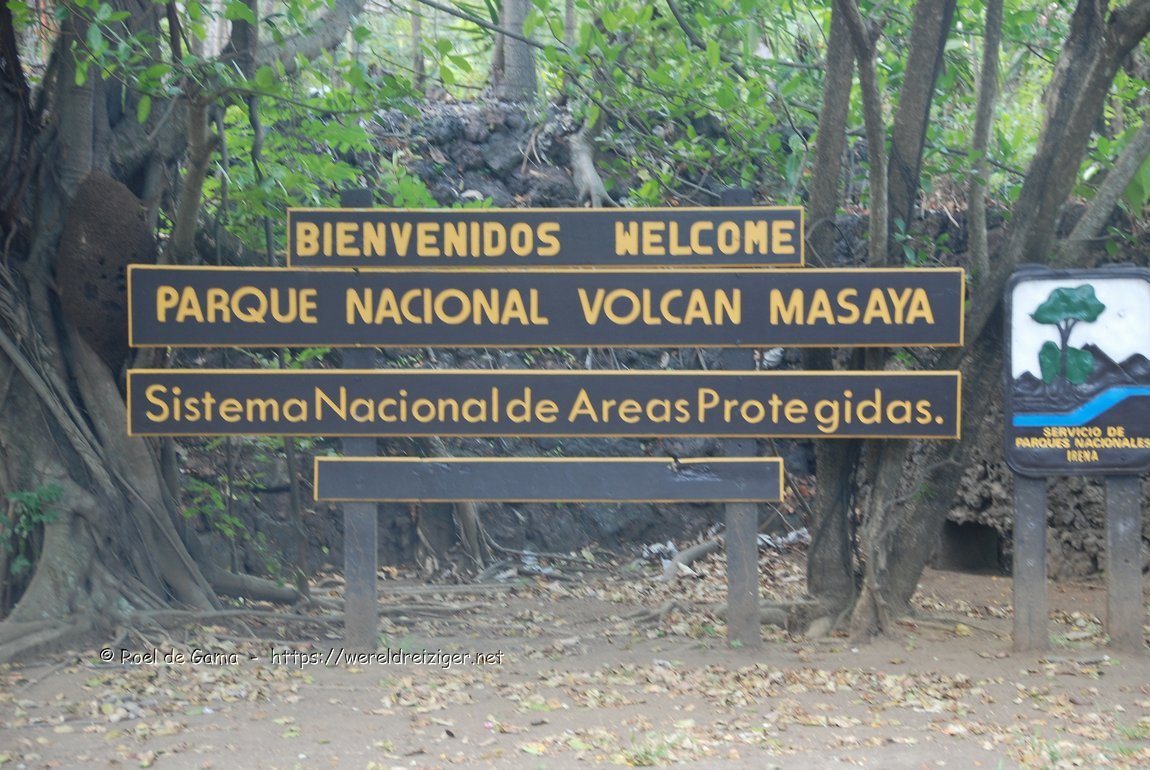 BIENVENIDOS WELCOME
PARQUE NACIONAL VOLCAN MASAYA
Sistema Nacional de Areas Protegidas.
SERVICIO DE
PARQUES NACIONALES
IRENA
© Roel de Gama - https://wereldreiziger.net